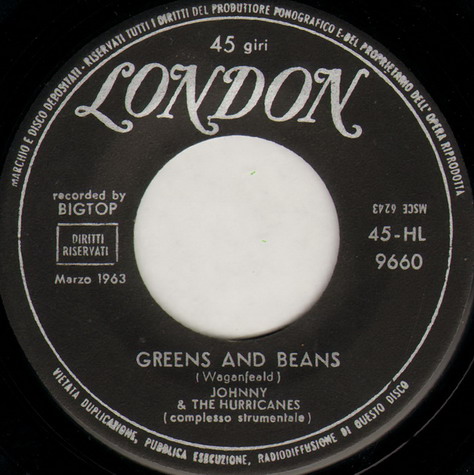 MARCHIO E DISCO DEPOSITATI - RISERVATI TUTTI I DIRITTI DEL PRODUTTORE FONOGRAFICO E DEL PROPRIETARIO DELL'OPERA RIPRODOTTA
45 giri
LONDON
recorded by
BIGTOP
DIRITTI
RISERVATI
Marzo 1963
MSCE 6243
45-HL
9660
GREENS AND BEANS
(Waganfeald)
JOHNNY
& THE HURRICANES
(complesso strumentale)
VIETATA DUPLICAZIONE, PUBBLICA ESECUZIONE, RADIODIFFUSIONE DI QUESTO DISCO